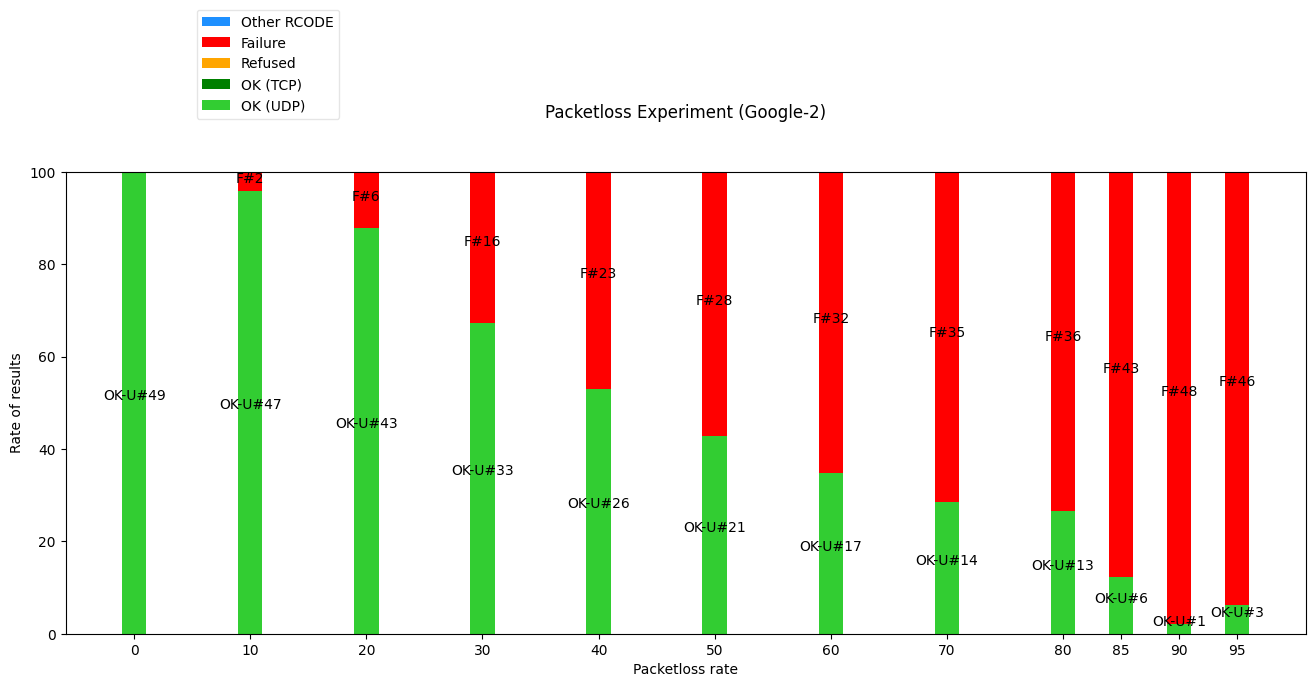 Other RCODE
Failure
Refused
OK (TCP)
OK (UDP)
Packetloss Experiment (Google-2)
Rate of results
100
80
60
40
20
0
F#2
F#6
F#16
F#23
F#28
F#32
F#35
F#36
F#43
F#48
F#46
OK-U#49
OK-U#47
OK-U#43
OK-U#33
OK-U#26
OK-U#21
OK-U#17
OK-U#14
OK-U#13
OK-U#6
OK-U#1
OK-U#3
0 10 20 30 40 50 60 70 80 85 90 95
Packetloss rate